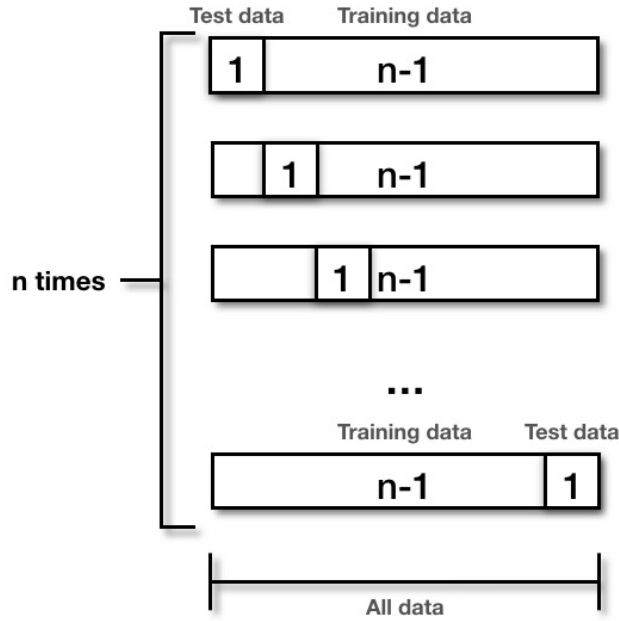 Test data Training data
1 n-1
1 n-1
1 n-1
n times
...
Training data Test data
n-1 1
All data